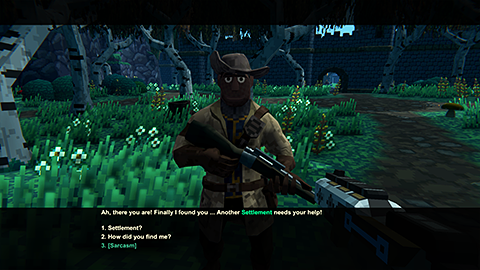 Ah, there you are! Finally I found you ... Another Settlement needs your help!
1. Settlement?
2. How did you find me?
3. [Sarcasm]